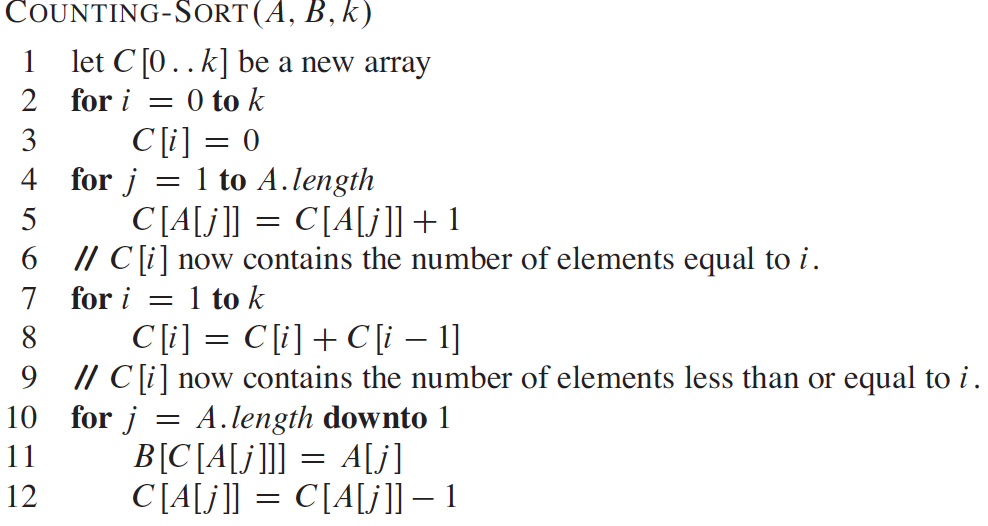 COUNTING-SORT(A, B, k)
1 let C[0..k] be a new array
2 for i = 0 to k
3 C[i] = 0
4 for j = 1 to A.length
5 C[A[j]] = C[A[j]] + 1
6 // C[i] now contains the number of elements equal to i.
7 for i = 1 to k
8 C[i] = C[i] + C[i − 1]
9 // C[i] now contains the number of elements less than or equal to i.
10 for j = A.length downto 1
11 B[C[A[j]]] = A[j]
12 C[A[j]] = C[A[j]] − 1